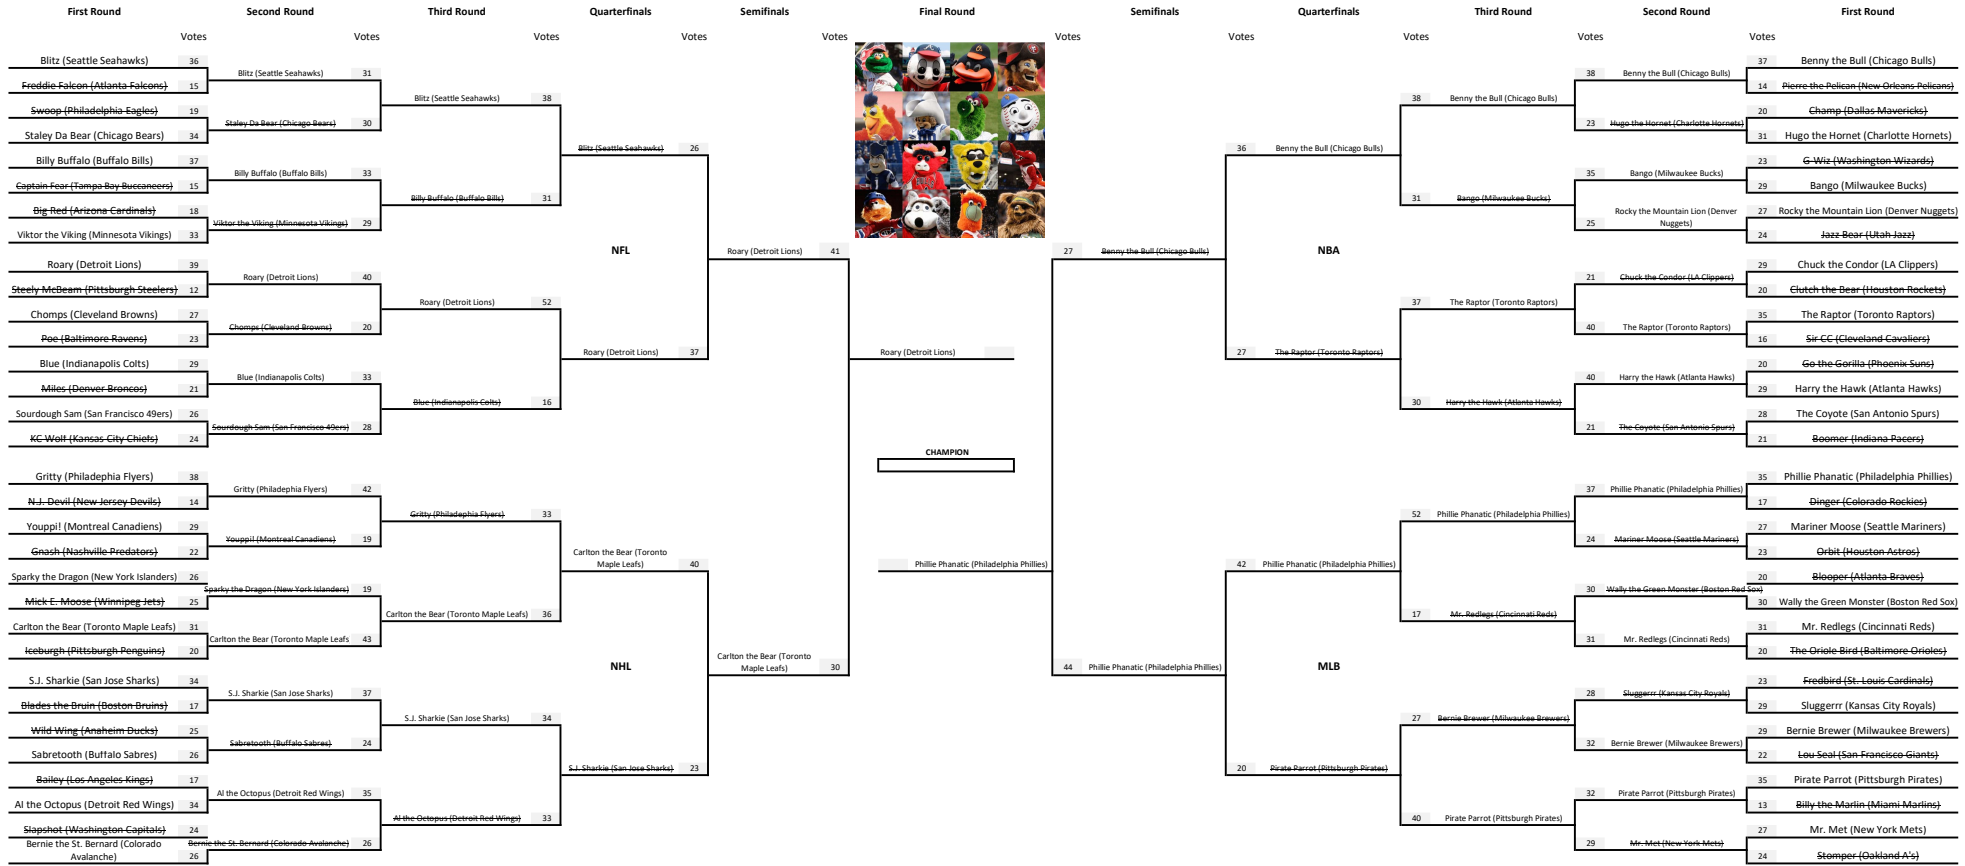 First Round Second Round Third Round Quarterfinals Semifinals Final Round Semifinals Quarterfinals Third Round Second Round First Round
Votes Votes Votes Votes Votes Votes Votes Votes Votes Votes
Blitz (Seattle Seahawks) 36
Freddie Falcon (Atlanta Falcons) 15
Swoop (Philadelphia Eagles) 19
Staley Da Bear (Chicago Bears) 34
Billy Buffalo (Buffalo Bills) 37
Captain Fear (Tampa Bay Buccaneers) 15
Big Red (Arizona Cardinals) 18
Viktor the Viking (Minnesota Vikings) 33
Roary (Detroit Lions) 39
Steely McBeam (Pittsburgh Steelers) 12
Chomps (Cleveland Browns) 27
Poe (Baltimore Ravens) 23
Blue (Indianapolis Colts) 29
Miles (Denver Broncos) 21
Sourdough Sam (San Francisco 49ers) 26
KC Wolf (Kansas City Chiefs) 24
Gritty (Philadephia Flyers) 38
N.J. Devil (New Jersey Devils) 14
Youppi! (Montreal Canadiens) 29
Gnash (Nashville Predators) 22
Sparky the Dragon (New York Islanders) 26
Mick E. Moose (Winnipeg Jets) 25
Carlton the Bear (Toronto Maple Leafs) 31
Iceburgh (Pittsburgh Penguins) 20
S.J. Sharkie (San Jose Sharks) 34
Blades the Bruin (Boston Bruins) 17
Wild Wing (Anaheim Ducks) 25
Sabretooth (Buffalo Sabres) 26
Bailey (Los Angeles Kings) 17
Al the Octopus (Detroit Red Wings) 34
Slapshot (Washington Capitals) 24
Bernie the St. Bernard (Colorado
Avalanche) 26
Blitz (Seattle Seahawks) 31
Staley Da Bear (Chicago Bears) 30
Billy Buffalo (Buffalo Bills) 33
Viktor the Viking (Minnesota Vikings) 29
Roary (Detroit Lions) 40
Chomps (Cleveland Browns) 20
Blue (Indianapolis Colts) 33
Sourdough Sam (San Francisco 49ers) 28
Gritty (Philadephia Flyers) 42
Youppi! (Montreal Canadiens) 19
Sparky the Dragon (New York Islanders) 19
Carlton the Bear (Toronto Maple Leafs 43
S.J. Sharkie (San Jose Sharks) 37
Sabretooth (Buffalo Sabres) 24
Al the Octopus (Detroit Red Wings) 35
Bernie the St. Bernard (Colorado Avalanche) 26
Blitz (Seattle Seahawks) 38
Billy Buffalo (Buffalo Bills) 31
Roary (Detroit Lions) 52
Blue (Indianapolis Colts) 16
Gritty (Philadephia Flyers) 33
Carlton the Bear (Toronto Maple Leafs) 36
S.J. Sharkie (San Jose Sharks) 34
Al the Octopus (Detroit Red Wings) 33
Blitz (Seattle Seahawks) 26
NFL
Roary (Detroit Lions) 37
Carlton the Bear (Toronto
Maple Leafs) 40
NHL
S.J. Sharkie (San Jose Sharks) 23
Roary (Detroit Lions) 41
Carlton the Bear (Toronto
Maple Leafs) 30
Roary (Detroit Lions)
CHAMPION
Phillie Phanatic (Philadelphia Phillies)
27 Benny the Bull (Chicago Bulls)
44 Phillie Phanatic (Philadelphia Phillies)
36 Benny the Bull (Chicago Bulls)
NBA
27 The Raptor (Toronto Raptors)
42 Phillie Phanatic (Philadelphia Phillies)
MLB
20 Pirate Parrot (Pittsburgh Pirates)
38 Benny the Bull (Chicago Bulls)
31 Bango (Milwaukee Bucks)
37 The Raptor (Toronto Raptors)
30 Harry the Hawk (Atlanta Hawks)
52 Phillie Phanatic (Philadelphia Phillies)
17 Mr. Redlegs (Cincinnati Reds)
27 Bernie Brewer (Milwaukee Brewers)
40 Pirate Parrot (Pittsburgh Pirates)
38 Benny the Bull (Chicago Bulls)
23 Hugo the Hornet (Charlotte Hornets)
35 Bango (Milwaukee Bucks)
25 Rocky the Mountain Lion (Denver
Nuggets)
21 Chuck the Condor (LA Clippers)
40 The Raptor (Toronto Raptors)
40 Harry the Hawk (Atlanta Hawks)
21 The Coyote (San Antonio Spurs)
37 Phillie Phanatic (Philadelphia Phillies)
24 Mariner Moose (Seattle Mariners)
30 Wally the Green Monster (Boston Red Sox)
31 Mr. Redlegs (Cincinnati Reds)
28 Sluggerrr (Kansas City Royals)
32 Bernie Brewer (Milwaukee Brewers)
32 Pirate Parrot (Pittsburgh Pirates)
29 Mr. Met (New York Mets)
37 Benny the Bull (Chicago Bulls)
14 Pierre the Pelican (New Orleans Pelicans)
20 Champ (Dallas Mavericks)
31 Hugo the Hornet (Charlotte Hornets)
23 G-Wiz (Washington Wizards)
29 Bango (Milwaukee Bucks)
27 Rocky the Mountain Lion (Denver Nuggets)
24 Jazz Bear (Utah Jazz)
29 Chuck the Condor (LA Clippers)
20 Clutch the Bear (Houston Rockets)
35 The Raptor (Toronto Raptors)
16 Sir CC (Cleveland Cavaliers)
20 Go the Gorilla (Phoenix Suns)
29 Harry the Hawk (Atlanta Hawks)
28 The Coyote (San Antonio Spurs)
21 Boomer (Indiana Pacers)
35 Phillie Phanatic (Philadelphia Phillies)
17 Dinger (Colorado Rockies)
27 Mariner Moose (Seattle Mariners)
23 Orbit (Houston Astros)
20 Blooper (Atlanta Braves)
30 Wally the Green Monster (Boston Red Sox)
31 Mr. Redlegs (Cincinnati Reds)
20 The Oriole Bird (Baltimore Orioles)
23 Fredbird (St. Louis Cardinals)
29 Sluggerrr (Kansas City Royals)
29 Bernie Brewer (Milwaukee Brewers)
22 Lou Seal (San Francisco Giants)
35 Pirate Parrot (Pittsburgh Pirates)
13 Billy the Marlin (Miami Marlins)
27 Mr. Met (New York Mets)
24 Stomper (Oakland A's)